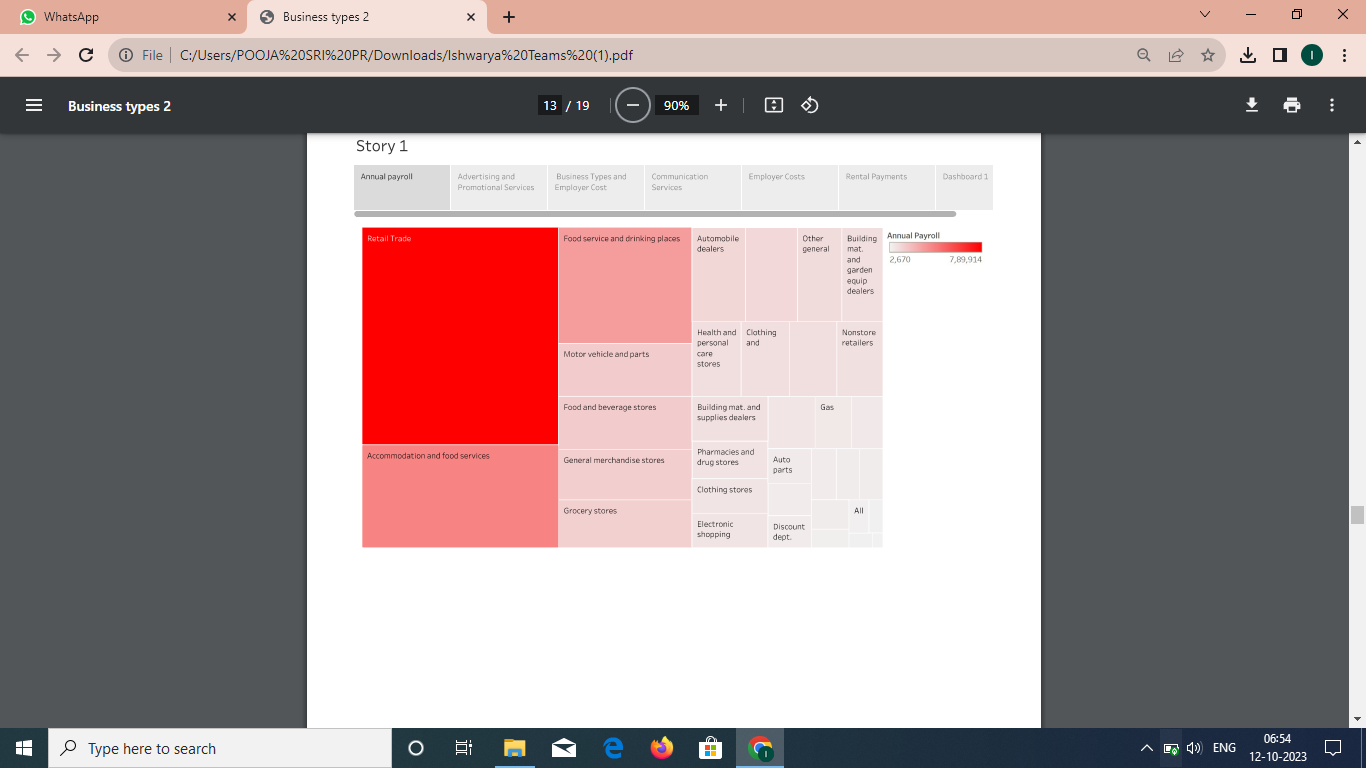 WhatsApp
Business types 2
File
C:/Users/POOJA%20SRI%20PR/Downloads/Ishwarya%20Teams%20(1).pdf
I
Business types 2
13 / 19
90%
Story 1
Annual payroll
Advertising and
Promotional Services
Business Types and
Employer Cost
Communication
Services
Employer Costs
Rental Payments
Dashboard 1
Retail Trade
Accommodation and food services
Food service and drinking places
Motor vehicle and parts
Food and beverage stores
General merchandise stores
Grocery stores
Automobile
dealers
Other
general
Building
mat.
and
garden
equip
dealers
Health and
personal
care
stores
Clothing
and
Nonstore
retailers
Building mat. and
supplies dealers
Gas
Pharmacies and
drug stores
Auto
parts
Clothing stores
Electronic
shopping
Discount
dept.
All
Annual Payroll
2,670
7,89,914
Type here to search
I
ENG
06:54
12-10-2023